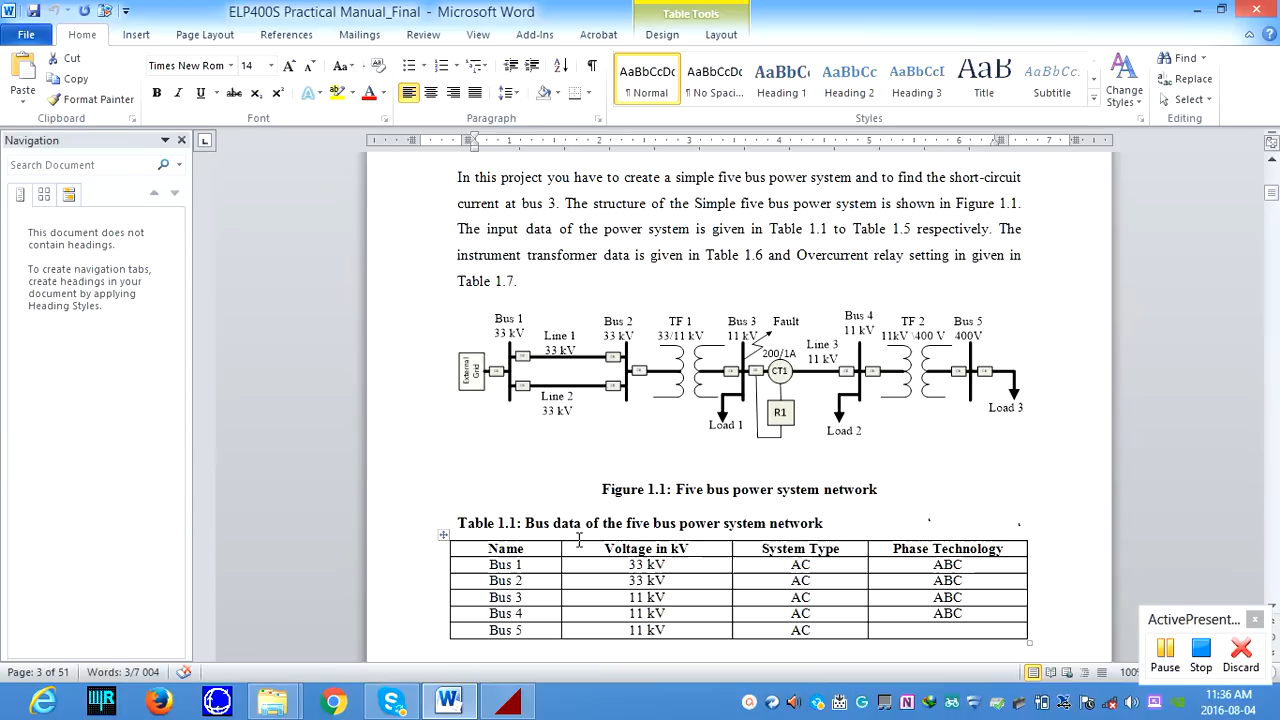 ELP400S Practical Manual_Final - Microsoft Word
Table Tools
File Home Insert Page Layout References Mailings Review View Add-Ins Acrobat Design Layout
Paste
Cut
Copy
Format Painter
Clipboard
Times New Rom 14
Font
Paragraph
AaBbCcDc AaBbCcDc AaBbC AaBbCc AaBbCcI AaB AaBbCcL
¶ Normal ¶ No Spaci... Heading 1 Heading 2 Heading 3 Title Subtitle
Styles
Change
Styles
Find
Replace
Select
Editing
Navigation
Search Document
This document does not
contain headings.
To create navigation tabs,
create headings in your
document by applying
Heading Styles.
In this project you have to create a simple five bus power system and to find the short-circuit
current at bus 3. The structure of the Simple five bus power system is shown in Figure 1.1.
The input data of the power system is given in Table 1.1 to Table 1.5 respectively. The
instrument transformer data is given in Table 1.6 and Overcurrent relay setting in given in
Table 1.7.
Bus 1
33 kV
Line 1
33 kV
Line 2
33 kV
Bus 2
33 kV
TF 1
33/11 kV
Bus 3
11 kV
Fault
200/1A
CT1
R1
Line 3
11 kV
Bus 4
11 kV
TF 2
11kV \400 V
Bus 5
400V
External
Grid
Load 1
Load 2
Load 3
Figure 1.1: Five bus power system network
Table 1.1: Bus data of the five bus power system network
Name Voltage in kV System Type Phase Technology
Bus 1 33 kV AC ABC
Bus 2 33 kV AC ABC
Bus 3 11 kV AC ABC
Bus 4 11 kV AC ABC
Bus 5 11 kV AC
ActivePresent...
Pause Stop Discard
Page: 3 of 51 Words: 3/7 004
11:36 AM
2016-08-04